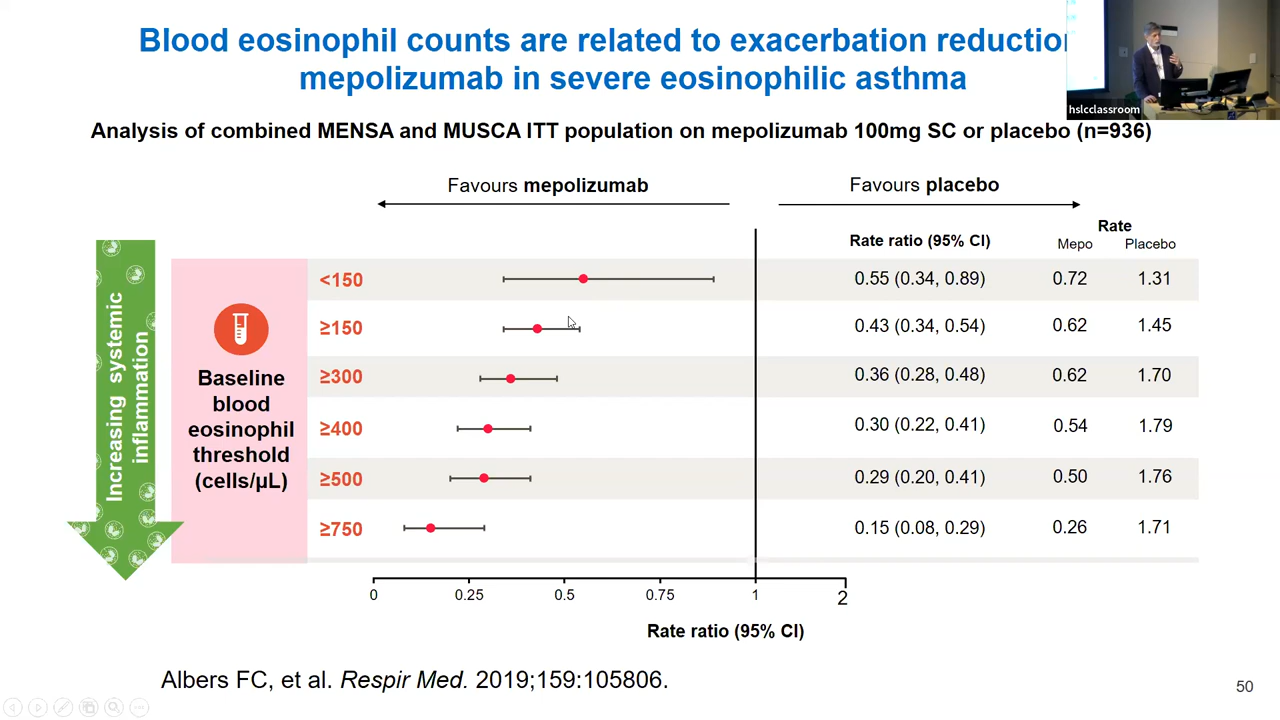 Blood eosinophil counts are related to exacerbation reduction
mepolizumab in severe eosinophilic asthma
hslcclassroom
Analysis of combined MENSA and MUSCA ITT population on mepolizumab 100mg SC or placebo (n=936)
Favours mepolizumab
Favours placebo
Rate ratio (95% CI)
Rate
Mepo Placebo
Increasing systemic
inflammation
Baseline
blood
eosinophil
threshold
(cells/µL)
<150 0.55 (0.34, 0.89) 0.72 1.31
≥150 0.43 (0.34, 0.54) 0.62 1.45
≥300 0.36 (0.28, 0.48) 0.62 1.70
≥400 0.30 (0.22, 0.41) 0.54 1.79
≥500 0.29 (0.20, 0.41) 0.50 1.76
≥750 0.15 (0.08, 0.29) 0.26 1.71
0 0.25 0.5 0.75 1 2
Rate ratio (95% CI)
Albers FC, et al. Respir Med. 2019;159:105806.
50